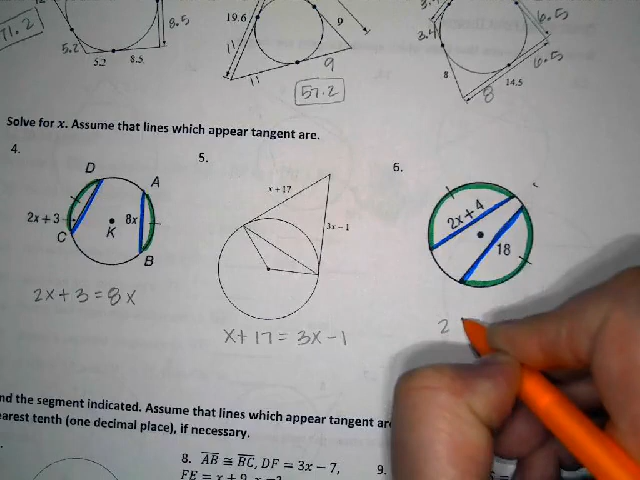 71.2
5.2
5.2
8.5
8.5
19.6
9
11
11
9
57.2
3.4
6.5
6.5
8
8
14.5
Solve for x. Assume that lines which appear tangent are.
4.
5.
6.
D
A
2x+3
8x
K
C
B
x+17
3x-1
2x+4
18
2x+3=8x
x+17=3x-1
2
nd the segment indicated. Assume that lines which appear tangent are
earest tenth (one decimal place), if necessary.
8. AB ≅ BC, DF = 3x − 7,
9.